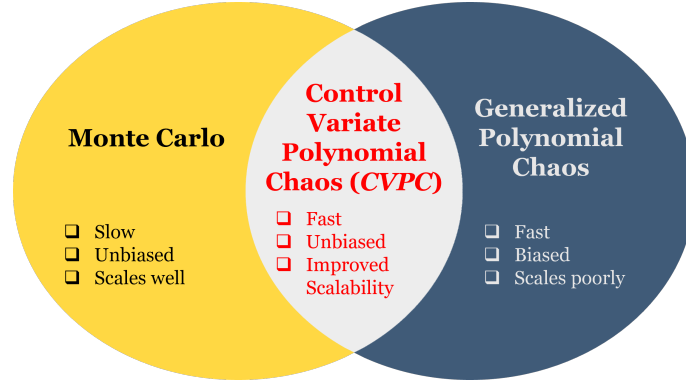 Monte Carlo
❑ Slow
❑ Unbiased
❑ Scales well
Control
Variate
Polynomial
Chaos (CVPC)
❑ Fast
❑ Unbiased
❑ Improved
Scalability
Generalized
Polynomial
Chaos
❑ Fast
❑ Biased
❑ Scales poorly